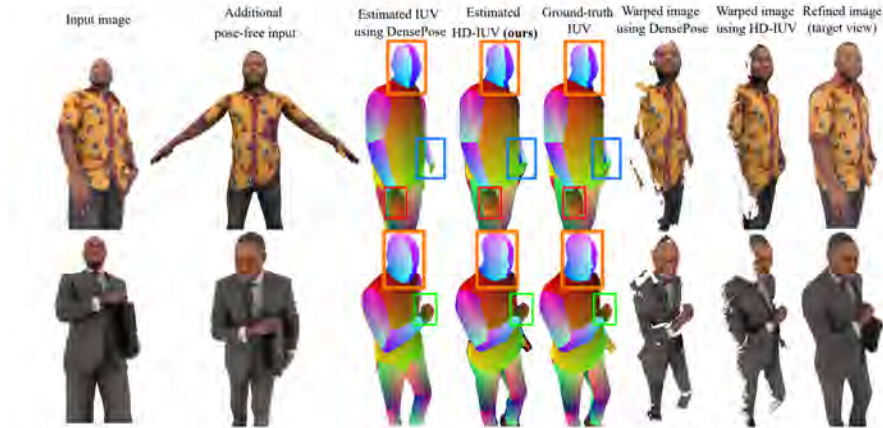 Input image
Additional
pose-free input
Estimated IUV
using DensePose
Estimated
HD-IUV (ours)
Ground-truth
IUV
Warped image
using DensePose
Warped image
using HD-IUV
Refined image
(target view)